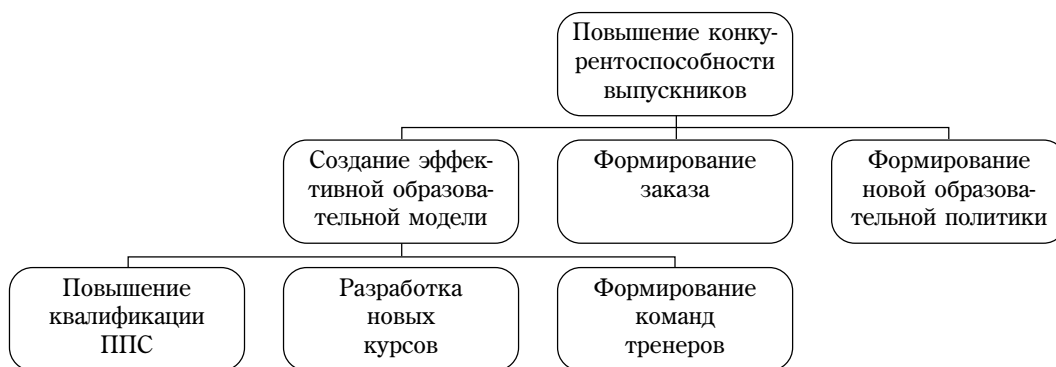 Повышение конку-
рентоспособности
выпускников
Создание эффек-
тивной образова-
тельной модели
Формирование
заказа
Формирование
новой образова-
тельной политики
Повышение
квалификации
ППС
Разработка
новых
курсов
Формирование
команд
тренеров